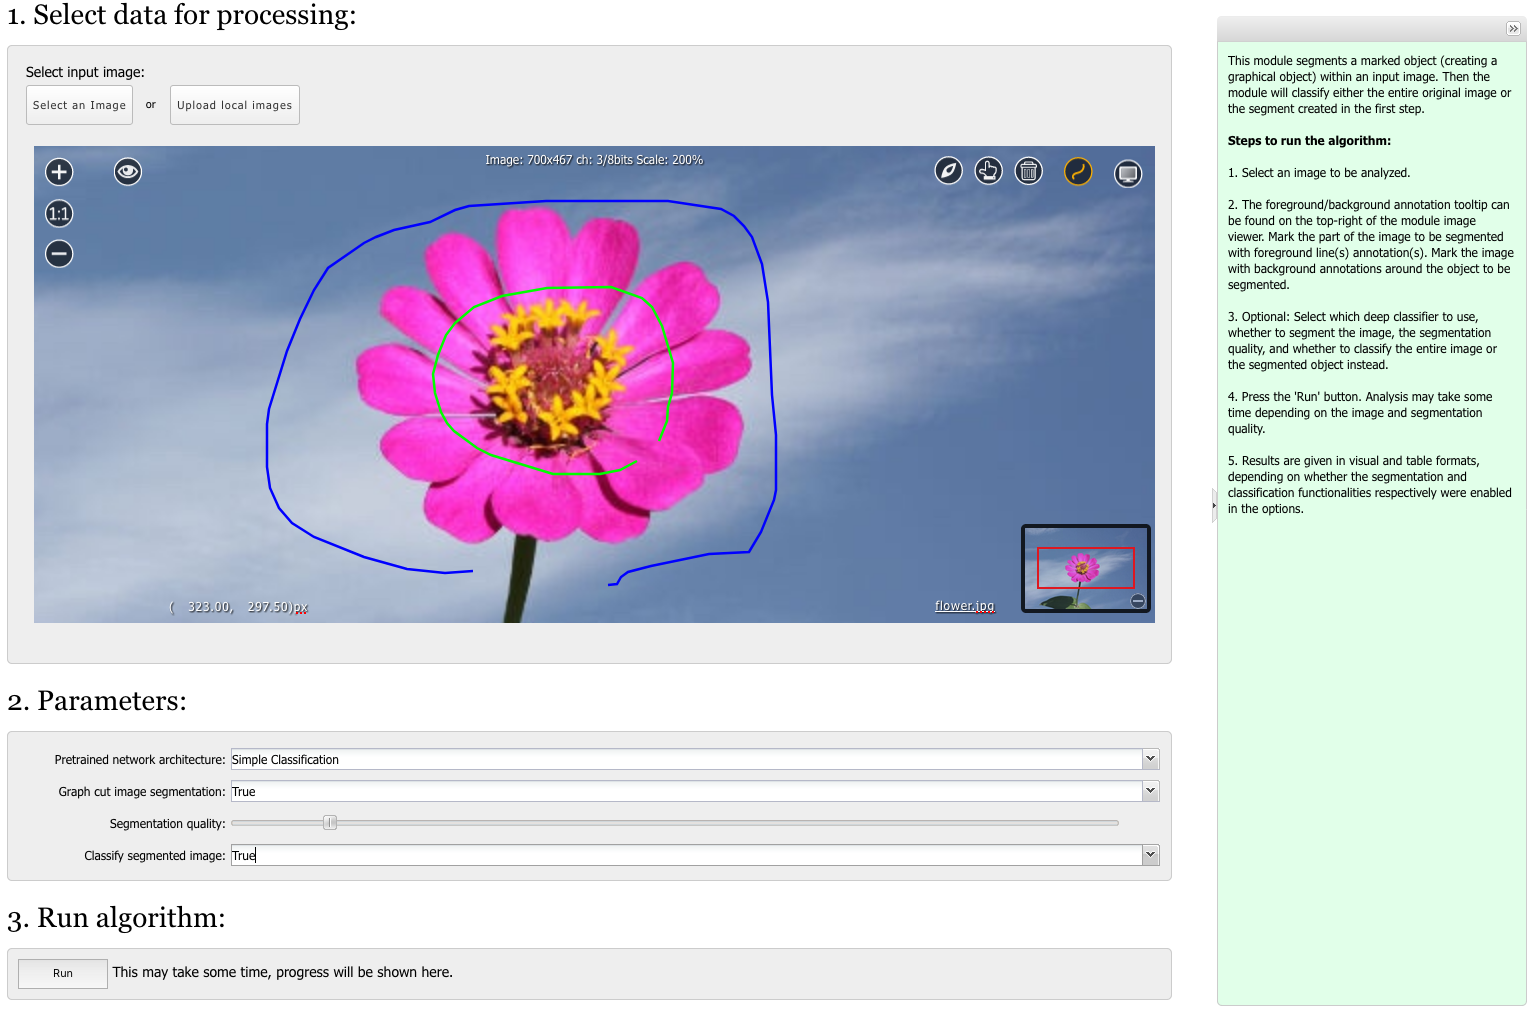 1. Select data for processing:
Select input image:
Select an Image or Upload local images
Image: 700x467 ch: 3/8bits Scale: 200%
1:1
( 323.00, 297.50)px
flower.jpg
2. Parameters:
Pretrained network architecture: Simple Classification
Graph cut image segmentation: True
Segmentation quality:
Classify segmented image: True
3. Run algorithm:
Run This may take some time, progress will be shown here.
This module segments a marked object (creating a
graphical object) within an input image. Then the
module will classify either the entire original image or
the segment created in the first step.
Steps to run the algorithm:
1. Select an image to be analyzed.
2. The foreground/background annotation tooltip can
be found on the top-right of the module image
viewer. Mark the part of the image to be segmented
with foreground line(s) annotation(s). Mark the image
with background annotations around the object to be
segmented.
3. Optional: Select which deep classifier to use,
whether to segment the image, the segmentation
quality, and whether to classify the entire image or
the segmented object instead.
4. Press the 'Run' button. Analysis may take some
time depending on the image and segmentation
quality.
5. Results are given in visual and table formats,
depending on whether the segmentation and
classification functionalities respectively were enabled
in the options.